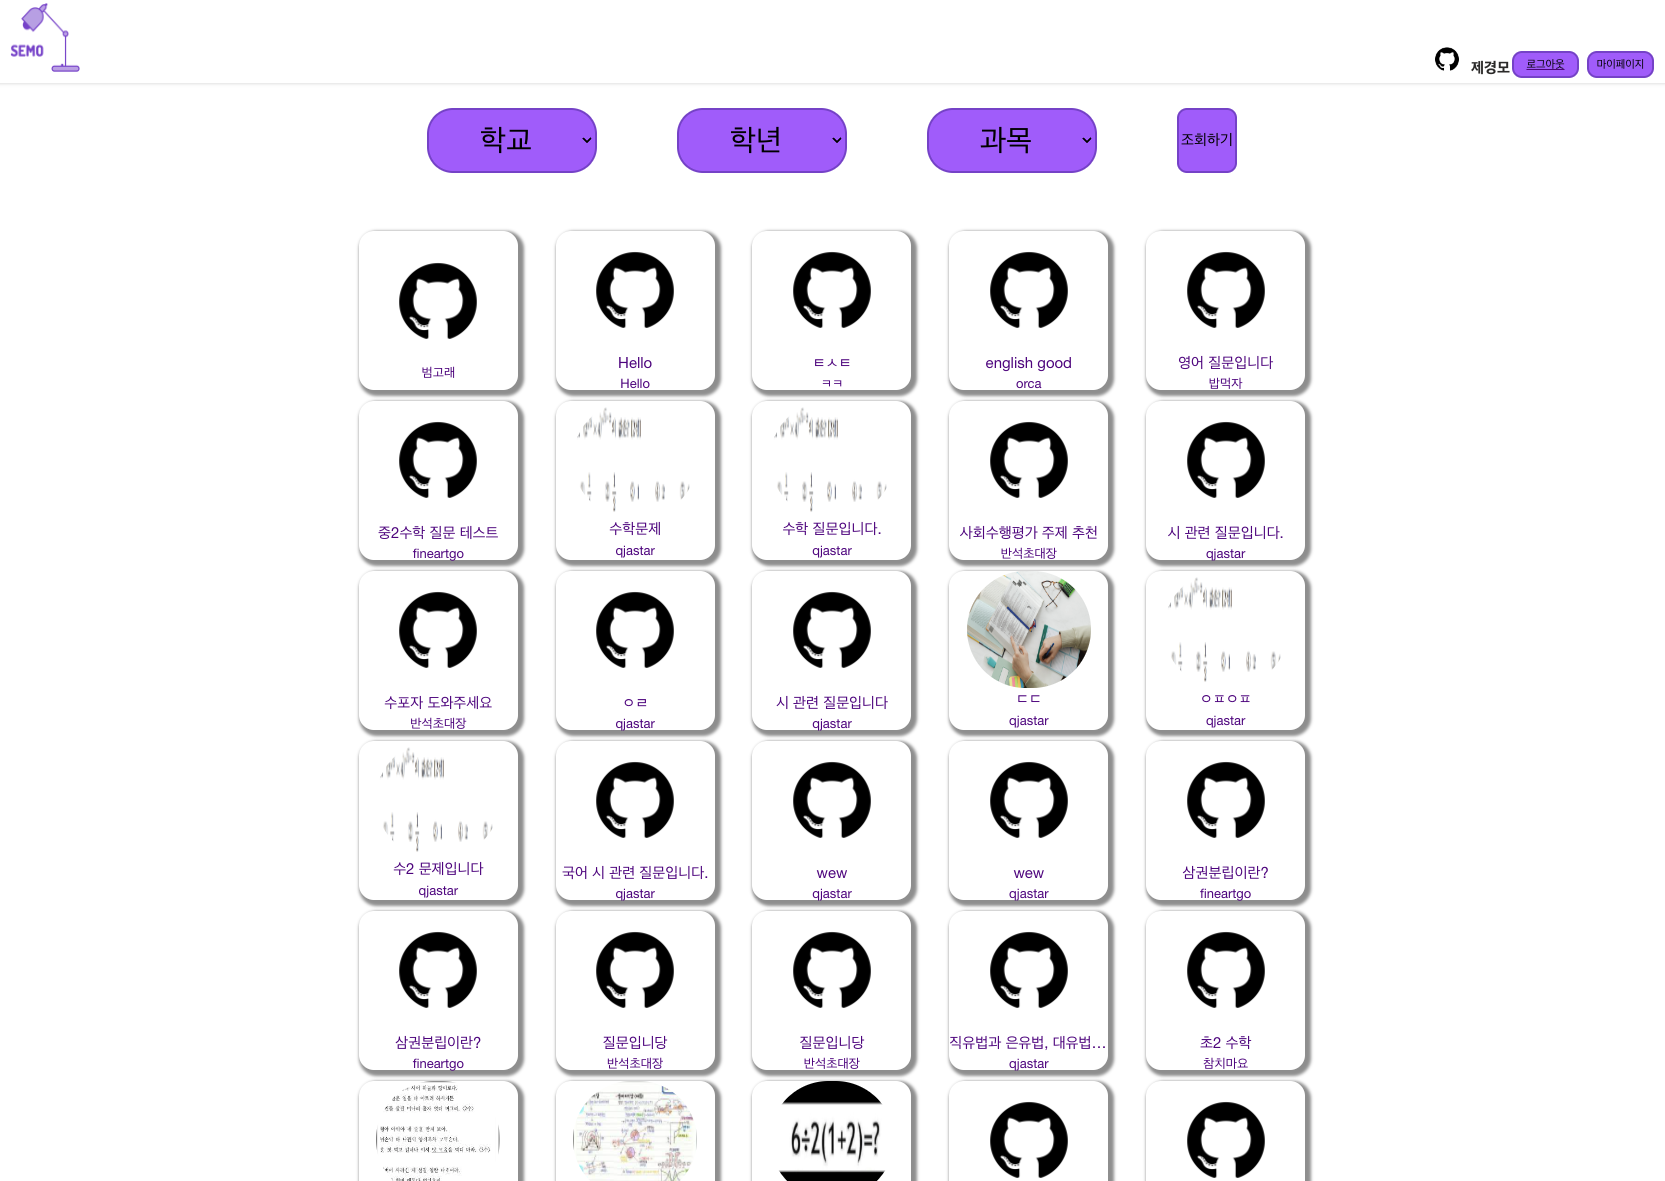 SEMO
제경모 로그아웃 마이페이지
학교 학년 과목 조회하기
범고래
Hello
Hello
ㅌㅅㅌ
ㅋㅋ
english good
orca
영어 질문입니다
밥먹자
중2수학 질문 테스트
fineartgo
수학문제
qjastar
수학 질문입니다.
qjastar
사회수행평가 주제 추천
반석초대장
시 관련 질문입니다.
qjastar
수포자 도와주세요
반석초대장
ㅇㄹ
qjastar
시 관련 질문입니다
qjastar
ㄷㄷ
qjastar
ㅇㅍㅇㅍ
qjastar
수2 문제입니다
qjastar
국어 시 관련 질문입니다.
qjastar
wew
qjastar
wew
qjastar
삼권분립이란?
fineartgo
삼권분립이란?
fineartgo
질문입니당
반석초대장
질문입니당
반석초대장
직유법과 은유법, 대유법...
qjastar
초2 수학
참치마요
6÷2(1+2)=?